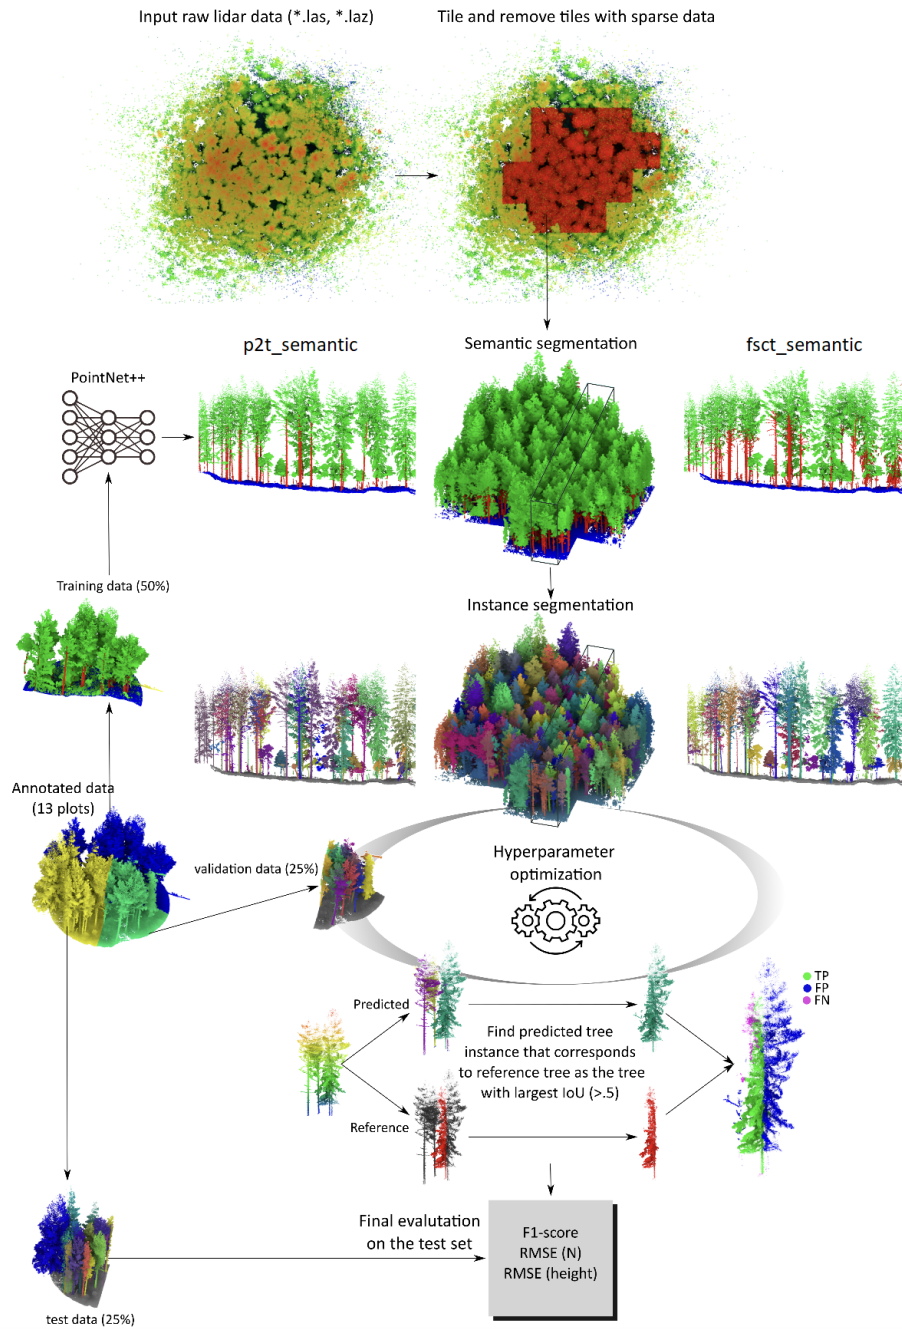 Input raw lidar data (*.las, *.laz)
Tile and remove tiles with sparse data
p2t_semantic
Semantic segmentation
fsct_semantic
PointNet++
Training data (50%)
Instance segmentation
Annotated data
(13 plots)
validation data (25%)
Hyperparameter
optimization
TP
FP
FN
Predicted
Find predicted tree
instance that corresponds
to reference tree as the tree
with largest IoU (>.5)
Reference
Final evalutation
on the test set
F1-score
RMSE (N)
RMSE (height)
test data (25%)